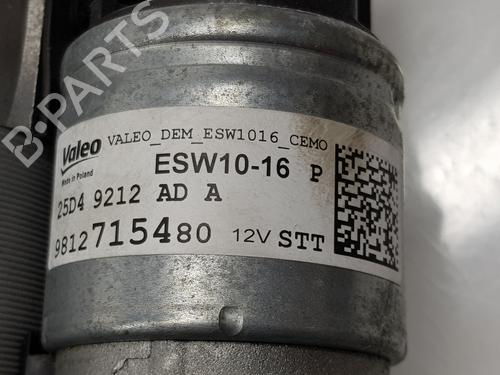 B-PARTS
Valeo
VALEO_DEM_ESW1016_CEMO
Made in Poland
ESW10-16 P
25D4 9212 AD A
9812715480 12V STT